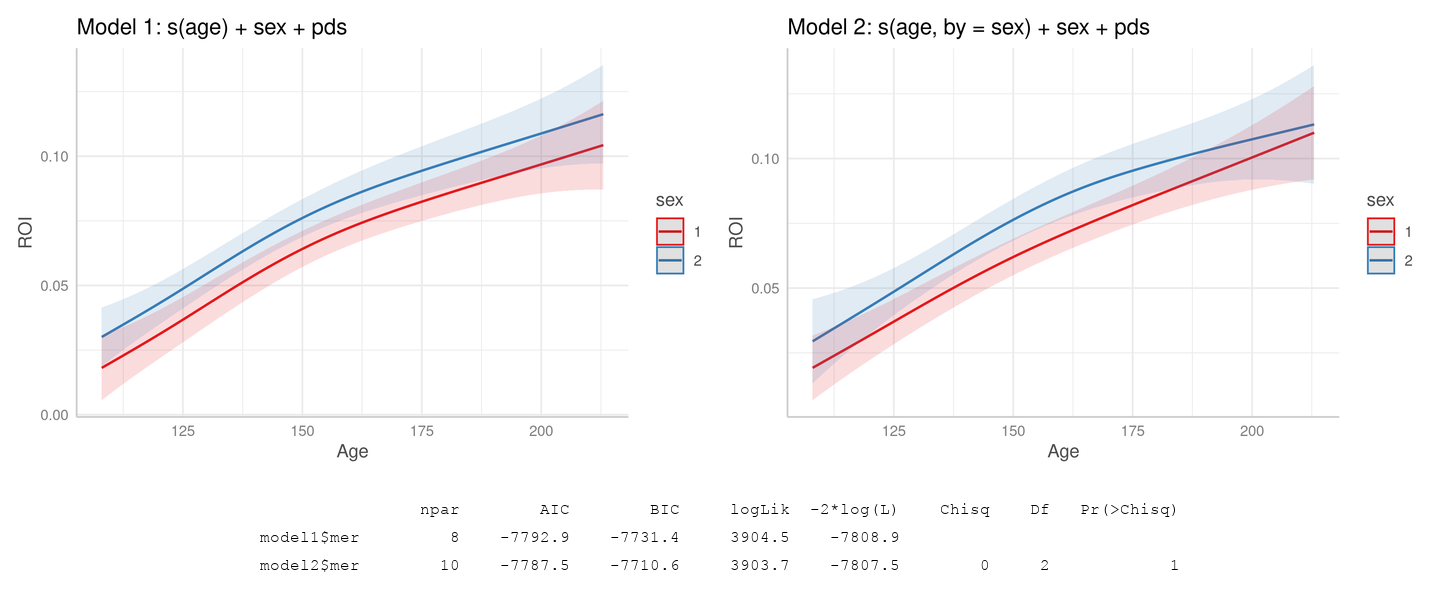 Model 1: s(age) + sex + pds
ROI
0.10
0.05
0.00
125 150 175 200
Age
sex
1
2
Model 2: s(age, by = sex) + sex + pds
ROI
0.10
0.05
125 150 175 200
Age
sex
1
2
npar AIC BIC logLik -2*log(L) Chisq Df Pr(>Chisq)
model1$mer 8 -7792.9 -7731.4 3904.5 -7808.9
model2$mer 10 -7787.5 -7710.6 3903.7 -7807.5 0 2 1